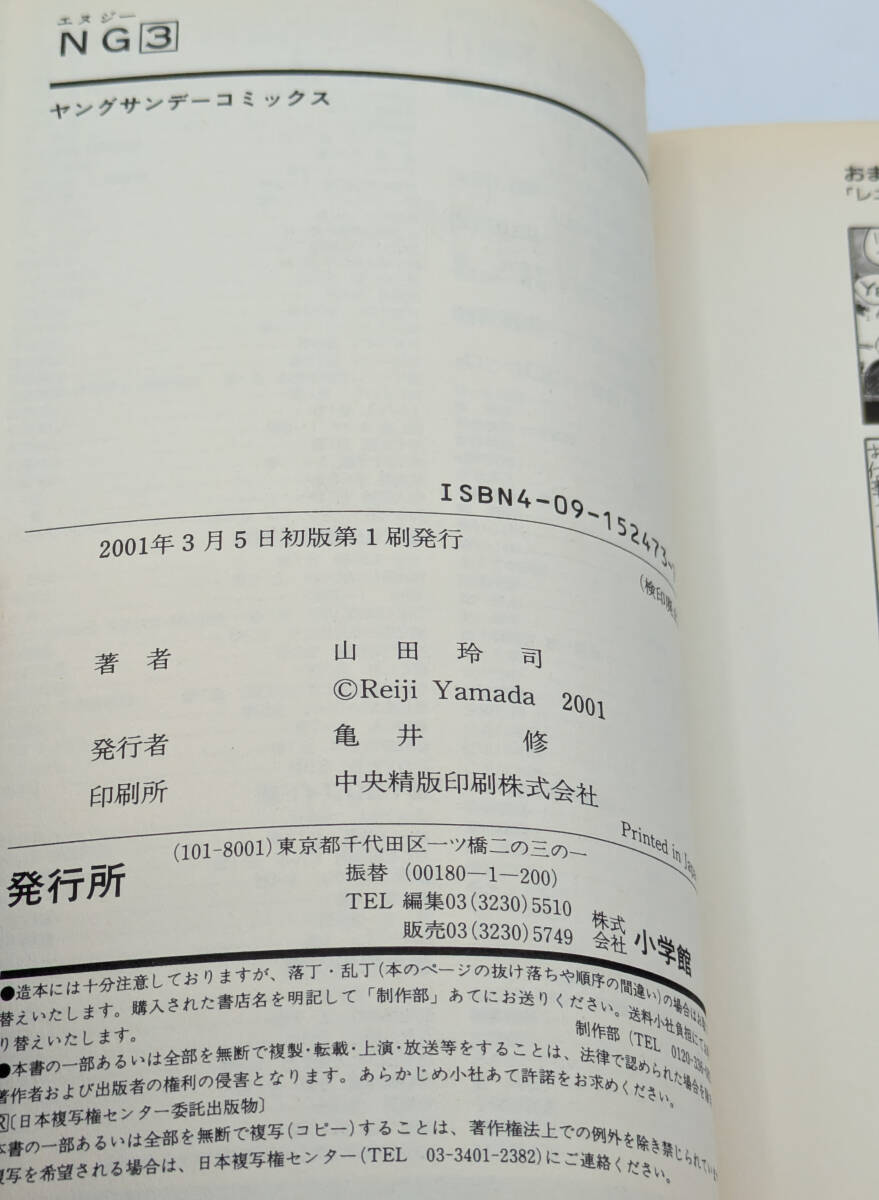 エヌジー
NG3
ヤングサンデーコミックス
ISBN4-09-152473-
2001年3月5日初版第1刷発行
(検印廃
著者 山田玲司
©Reiji Yamada 2001
発行者 亀井 修
印刷所 中央精版印刷株式会社
Printed in Japa
(101-8001)東京都千代田区一ツ橋二の三の一
発行所 振替 (00180―1―200)
TEL 編集03(3230)5510
販売03(3230)5749
株式会社 小学館
●造本には十分注意しておりますが、落丁・乱丁(本のページの抜け落ちや順序の間違い)の場合はお取
替えいたします。購入された書店名を明記して「制作部」あてにお送りください。送料小社負担にてお
り替えいたします。 制作部(TEL 0120-336-
●本書の一部あるいは全部を無断で複製・転載・上演・放送等をすることは、法律で認められた場合を除き
著作者および出版者の権利の侵害となります。あらかじめ小社あて許諾をお求めください。
R〔日本複写権センター委託出版物〕
本書の一部あるいは全部を無断で複写(コピー)することは、著作権法上での例外を除き禁じられてい
複写を希望される場合は、日本複写権センター(TEL 03-3401-2382)にご連絡ください。
おま
「レ